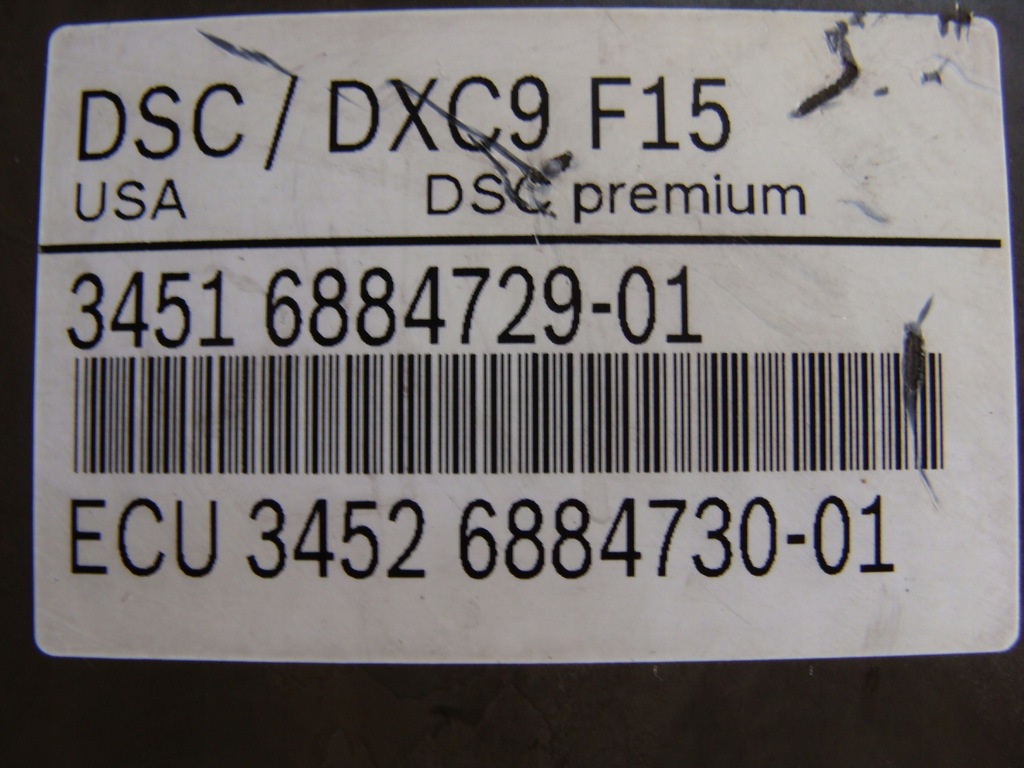 DSC / DXC9 F15
USA DSC premium
3451 6884729-01
ECU 3452 6884730-01